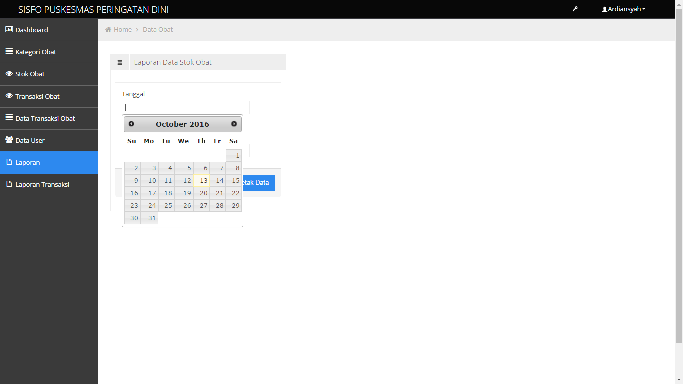 SISFO PUSKESMAS PERINGATAN DINI
Ardiansyah
Dashboard
Kategori Obat
Stok Obat
Transaksi Obat
Data Transaksi Obat
Data User
Laporan
Laporan Transaksi
Home > Data Obat
Laporan Data Stok Obat
Tanggal
October 2016
Su Mo Tu We Th Fr Sa
1
2 3 4 5 6 7 8
9 10 11 12 13 14 15
16 17 18 19 20 21 22
23 24 25 26 27 28 29
30 31
etak Data